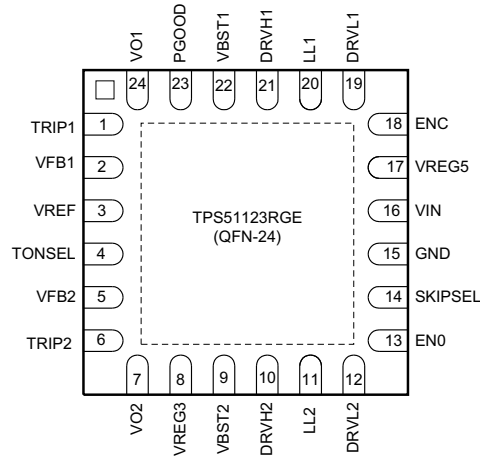 VO1
PGOOD
VBST1
DRVH1
LL1
DRVL1
24
23
22
21
20
19
TRIP1
1
VFB1
2
VREF
3
TONSEL
4
VFB2
5
TRIP2
6
TPS51123RGE
(QFN-24)
18
ENC
17
VREG5
16
VIN
15
GND
14
SKIPSEL
13
EN0
7
8
9
10
11
12
VO2
VREG3
VBST2
DRVH2
LL2
DRVL2